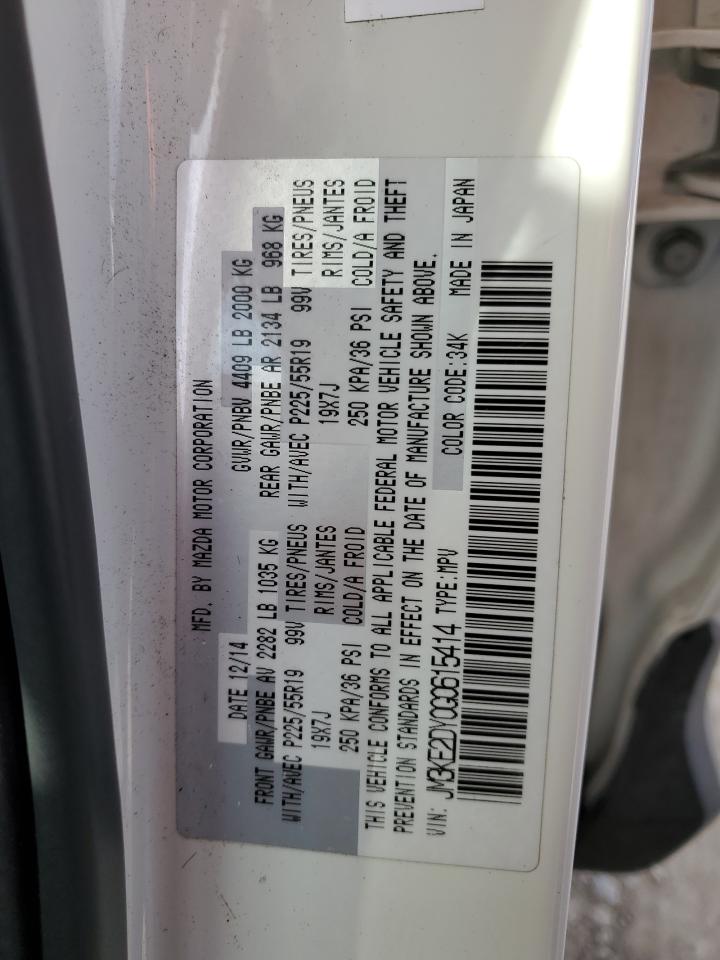 MFD. BY MAZDA MOTOR CORPORATION
DATE 12/14 GVWR/PNBV 4409 LB 2000 KG
FRONT GAWR/PNBE AV 2282 LB 1035 KG REAR GAWR/PNBE AR 2134 LB 968 KG
WITH/AVEC P225/55R19 99V TIRES/PNEUS WITH/AVEC P225/55R19 99V TIRES/PNEUS
19X7J RIMS/JANTES 19X7J RIMS/JANTES
250 KPA/36 PSI COLD/A FROID 250 KPA/36 PSI COLD/A FROID
THIS VEHICLE CONFORMS TO ALL APPLICABLE FEDERAL MOTOR VEHICLE SAFETY AND THEFT
PREVENTION STANDARDS IN EFFECT ON THE DATE OF MANUFACTURE SHOWN ABOVE.
VIN: JM3KE2DY0G0615414 TYPE:MPV COLOR CODE:34K MADE IN JAPAN